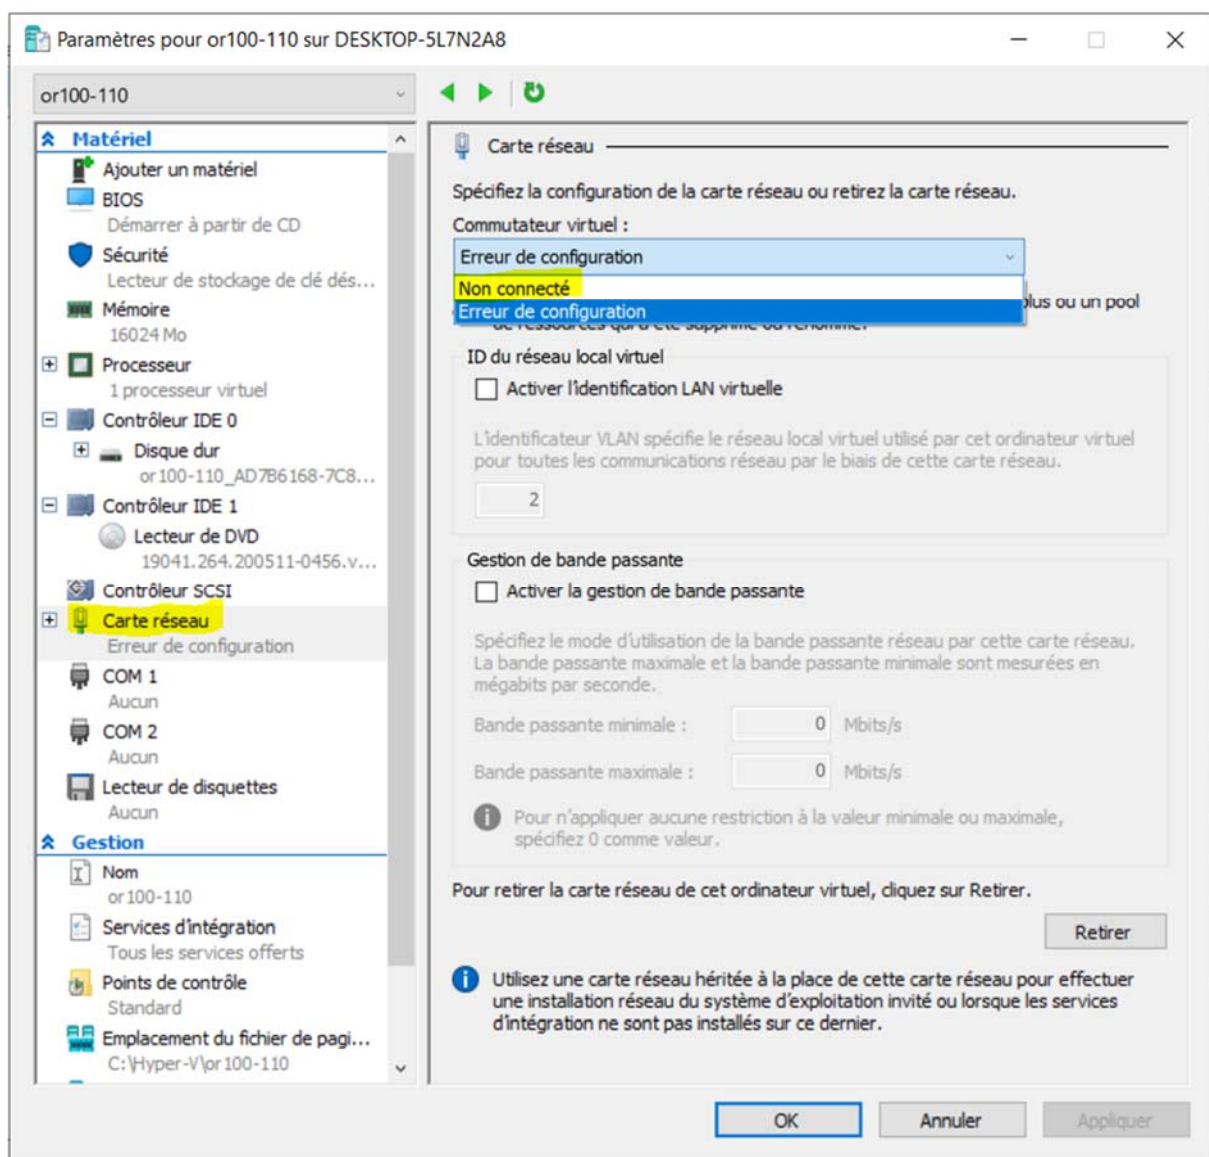 Paramètres pour or100-110 sur DESKTOP-5L7N2A8
or100-110
Matériel
Ajouter un matériel
BIOS
Démarrer à partir de CD
Sécurité
Lecteur de stockage de clé dés...
Mémoire
16024 Mo
Processeur
1 processeur virtuel
Contrôleur IDE 0
Disque dur
or100-110_AD7B6168-7C8...
Contrôleur IDE 1
Lecteur de DVD
19041.264.200511-0456.v...
Contrôleur SCSI
Carte réseau
Erreur de configuration
COM 1
Aucun
COM 2
Aucun
Lecteur de disquettes
Aucun
Gestion
Nom
or100-110
Services d'intégration
Tous les services offerts
Points de contrôle
Standard
Emplacement du fichier de pagi...
C:\Hyper-V\or100-110
Carte réseau
Spécifiez la configuration de la carte réseau ou retirez la carte réseau.
Commutateur virtuel :
Erreur de configuration
Non connecté
Erreur de configuration
plus ou un pool
de ressources qui a été supprimé ou renommé.
ID du réseau local virtuel
Activer l'identification LAN virtuelle
L'identificateur VLAN spécifie le réseau local virtuel utilisé par cet ordinateur virtuel
pour toutes les communications réseau par le biais de cette carte réseau.
2
Gestion de bande passante
Activer la gestion de bande passante
Spécifiez le mode d'utilisation de la bande passante réseau par cette carte réseau.
La bande passante maximale et la bande passante minimale sont mesurées en
mégabits par seconde.
Bande passante minimale : 0 Mbits/s
Bande passante maximale : 0 Mbits/s
Pour n'appliquer aucune restriction à la valeur minimale ou maximale,
spécifiez 0 comme valeur.
Pour retirer la carte réseau de cet ordinateur virtuel, cliquez sur Retirer.
Retirer
Utilisez une carte réseau héritée à la place de cette carte réseau pour effectuer
une installation réseau du système d'exploitation invité ou lorsque les services
d'intégration ne sont pas installés sur ce dernier.
OK
Annuler
Appliquer